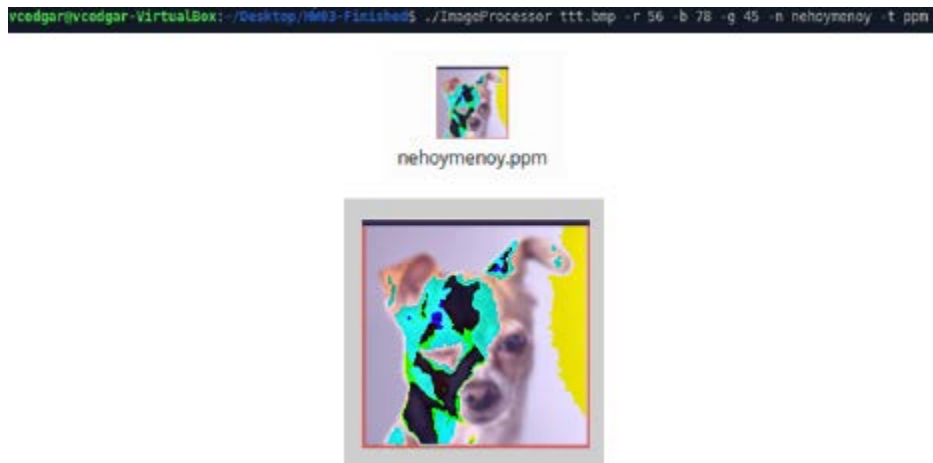 vcedgar@vcedgar-VirtualBox:~/Desktop/HW03-Finished$ ./ImageProcessor ttt.bmp -r 56 -b 78 -g 45 -n nehoymenoy -t ppm
nehoymenoy.ppm